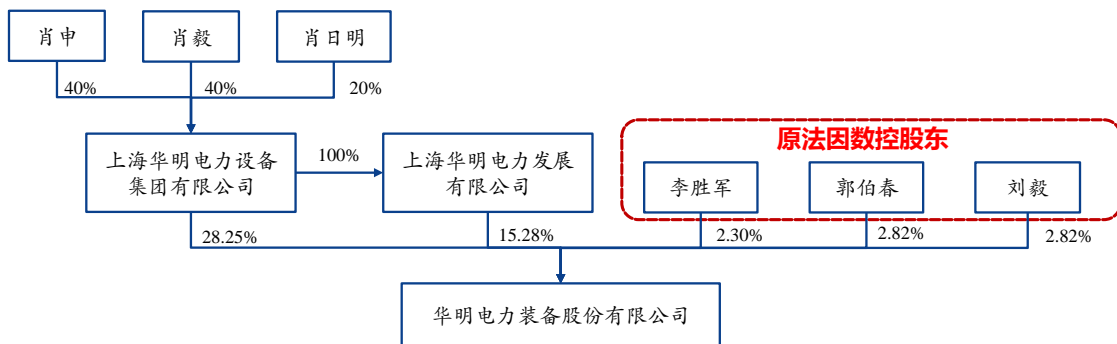 肖申
肖毅
肖日明
40%
40%
20%
原法因数控股东
上海华明电力设备
集团有限公司
100%
上海华明电力发展
有限公司
李胜军
郭伯春
刘毅
28.25%
15.28%
2.30%
2.82%
2.82%
华明电力装备股份有限公司